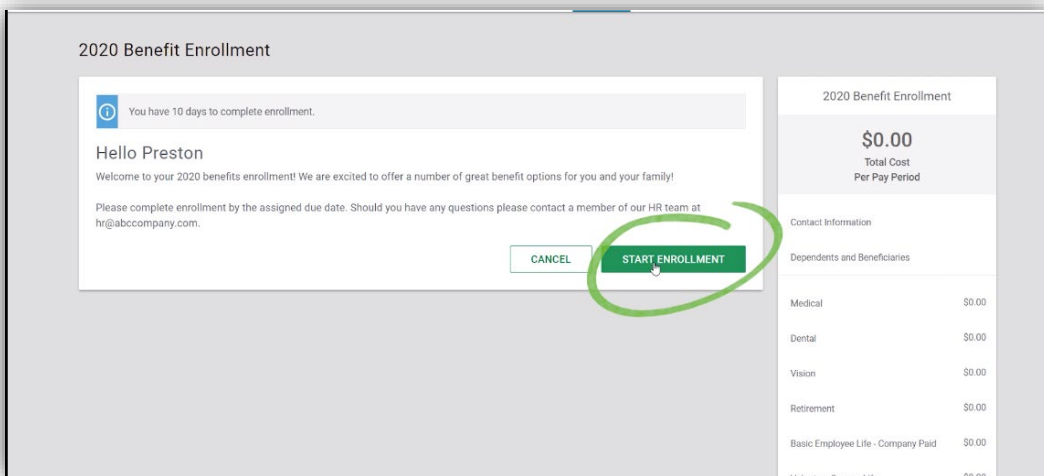 2020 Benefit Enrollment
You have 10 days to complete enrollment.
Hello Preston
Welcome to your 2020 benefits enrollment! We are excited to offer a number of great benefit options for you and your family!
Please complete enrollment by the assigned due date. Should you have any questions please contact a member of our HR team at
hr@abccompany.com.
CANCEL
START ENROLLMENT
2020 Benefit Enrollment
$0.00
Total Cost
Per Pay Period
Contact Information
Dependents and Beneficiaries
Medical $0.00
Dental $0.00
Vision $0.00
Retirement $0.00
Basic Employee Life - Company Paid $0.00